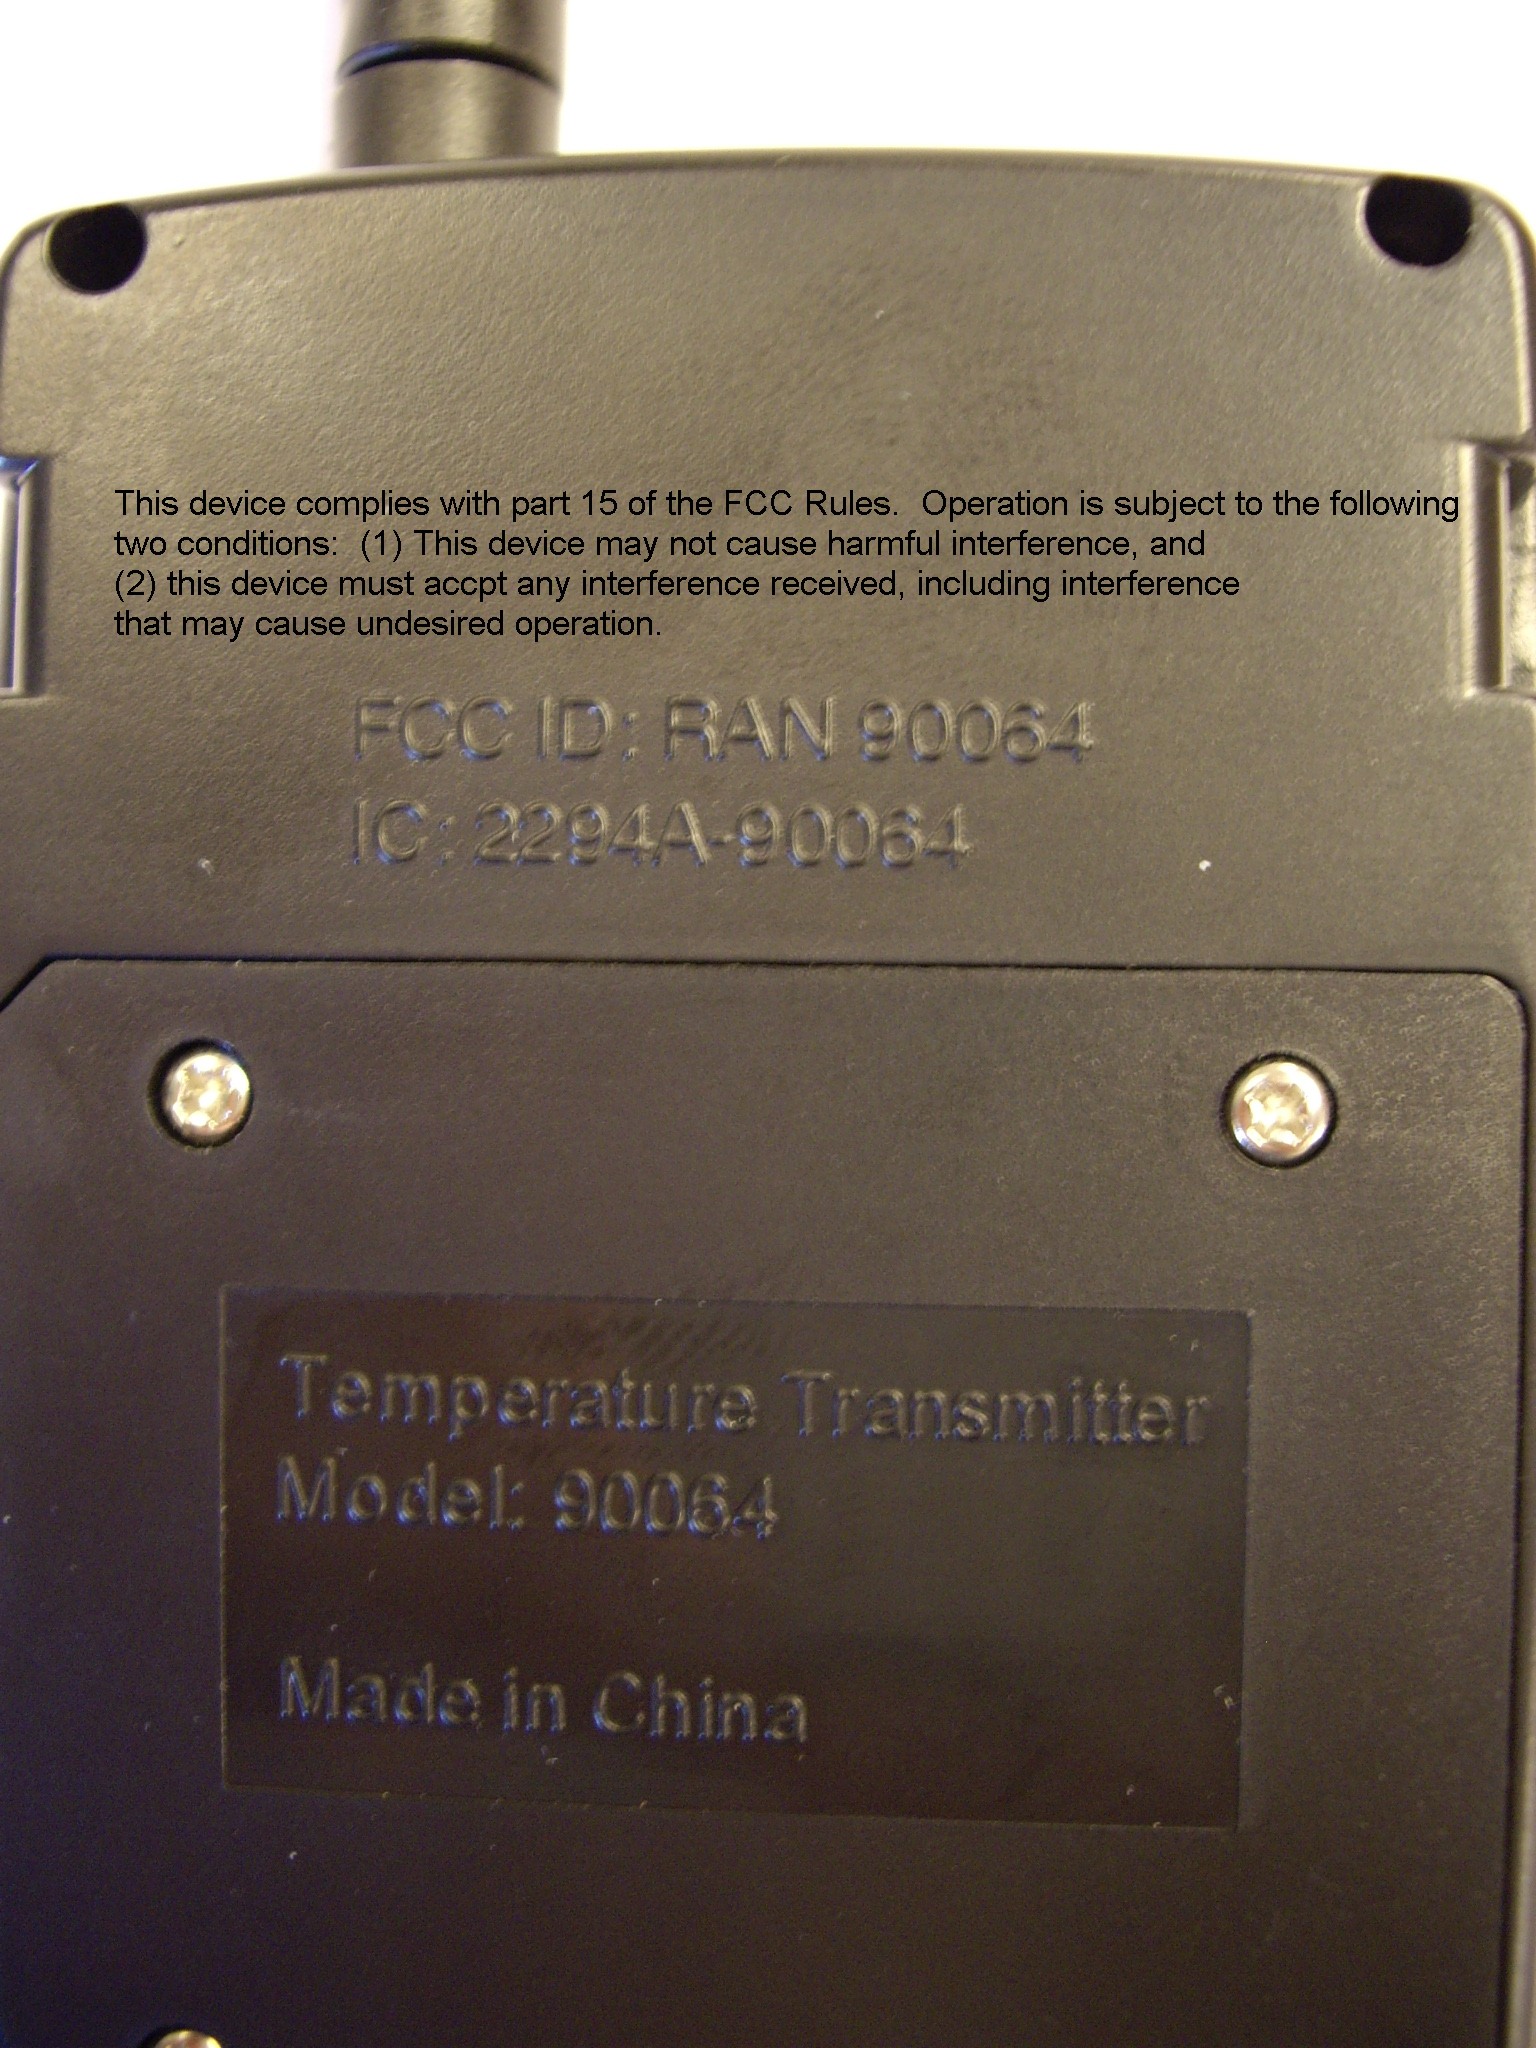 This device complies with part 15 of the FCC Rules.  Operation is subject to the following
two conditions:  (1) This device may not cause harmful interference, and
(2) this device must accpt any interference received, including interference
that may cause undesired operation.
FCC ID: RAN 90064
IC: 2294A-90064
Temperature Transmitter
Model: 90064
Made in China